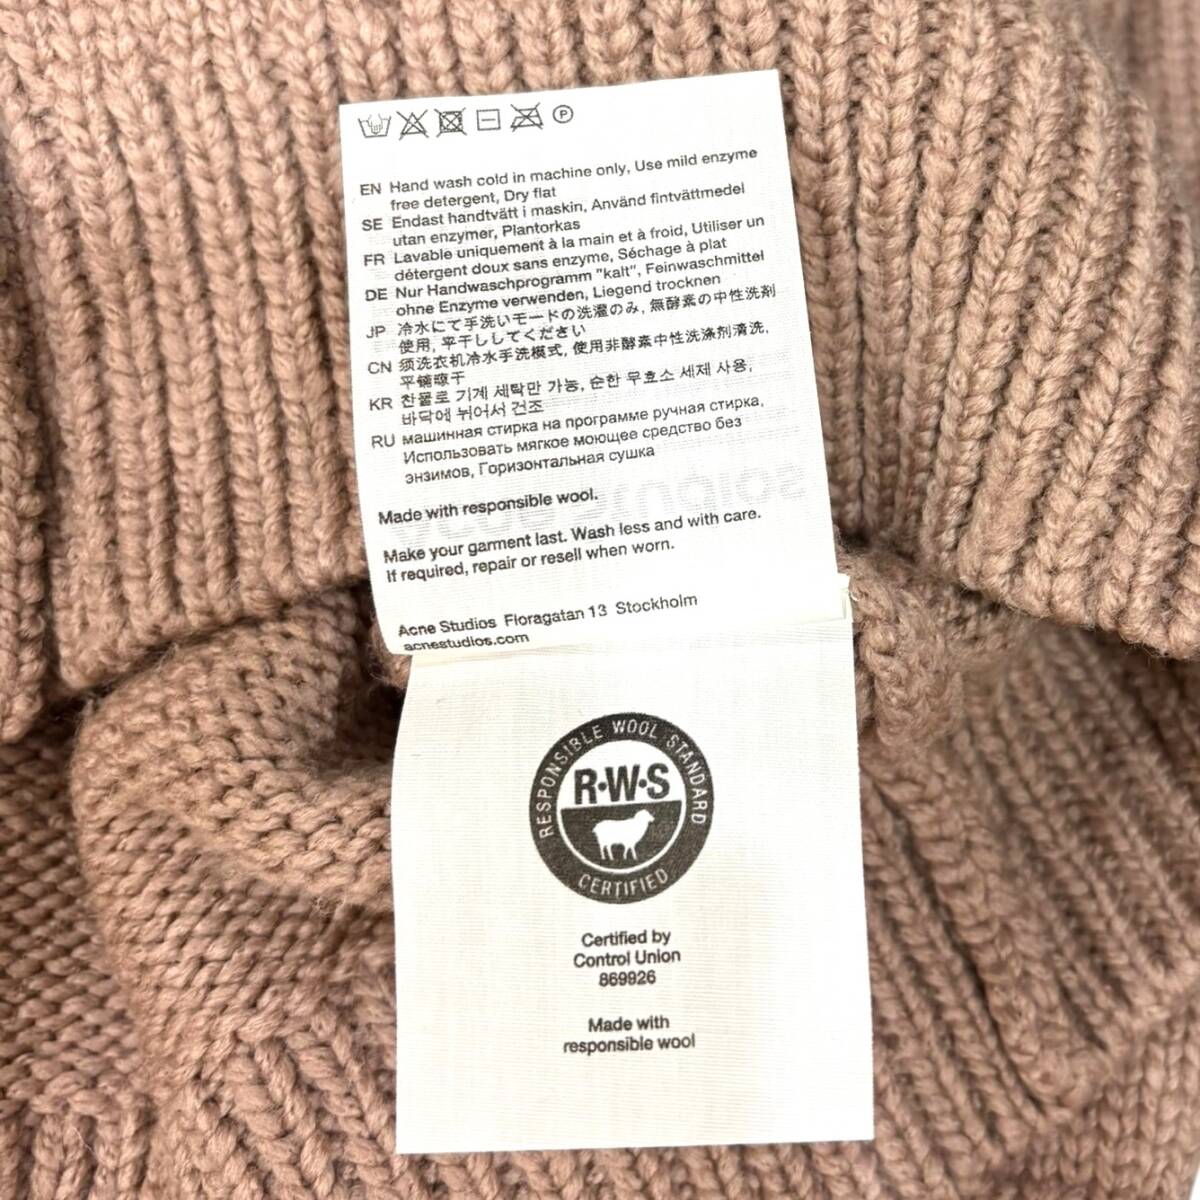 EN Hand wash cold in machine only, Use mild enzyme
free detergent, Dry flat
SE Endast handtvätt i maskin, Använd fintvättmedel
utan enzymer, Plantorkas
FR Lavable uniquement à la main et à froid, Utiliser un
détergent doux sans enzyme, Séchage à plat
DE Nur Handwaschprogramm "kalt", Feinwaschmittel
ohne Enzyme verwenden, Liegend trocknen
JP 冷水にて手洗いモードの洗濯のみ, 無酵素の中性洗剤
使用, 平干ししてください
CN 须洗衣机冷水手洗模式, 使用非酵素中性洗涤剂清洗,
平铺晾干
KR 찬물로 기계 세탁만 가능, 순한 무효소 세제 사용,
바닥에 뉘어서 건조
RU машинная стирка на программе ручная стирка,
Использовать мягкое моющее средство без
энзимов, Горизонтальная сушка
Made with responsible wool.
Make your garment last. Wash less and with care.
If required, repair or resell when worn.
Acne Studios Floragatan 13 Stockholm
acnestudios.com
RESPONSIBLE WOOL STANDARD
R·W·S
CERTIFIED
Certified by
Control Union
869926
Made with
responsible wool